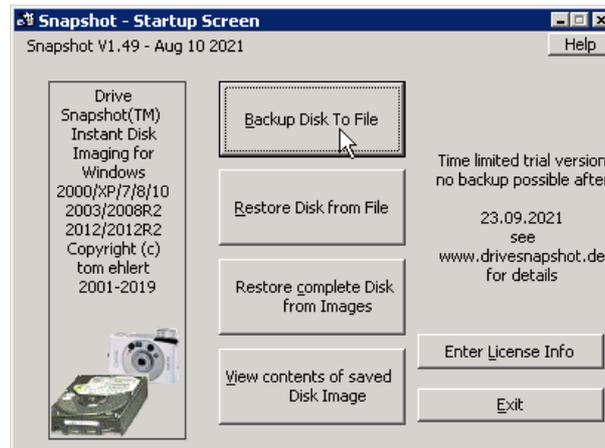 Snapshot - Startup Screen
Snapshot V1.49 - Aug 10 2021
Help
Drive
Snapshot(TM)
Instant Disk
Imaging for
Windows
2000/XP/7/8/10
2003/2008R2
2012/2012R2
Copyright (c)
tom ehlert
2001-2019
Backup Disk To File
Restore Disk from File
Restore complete Disk
from Images
View contents of saved
Disk Image
Time limited trial version
no backup possible after
23.09.2021
see
www.drivesnapshot.de
for details
Enter License Info
Exit